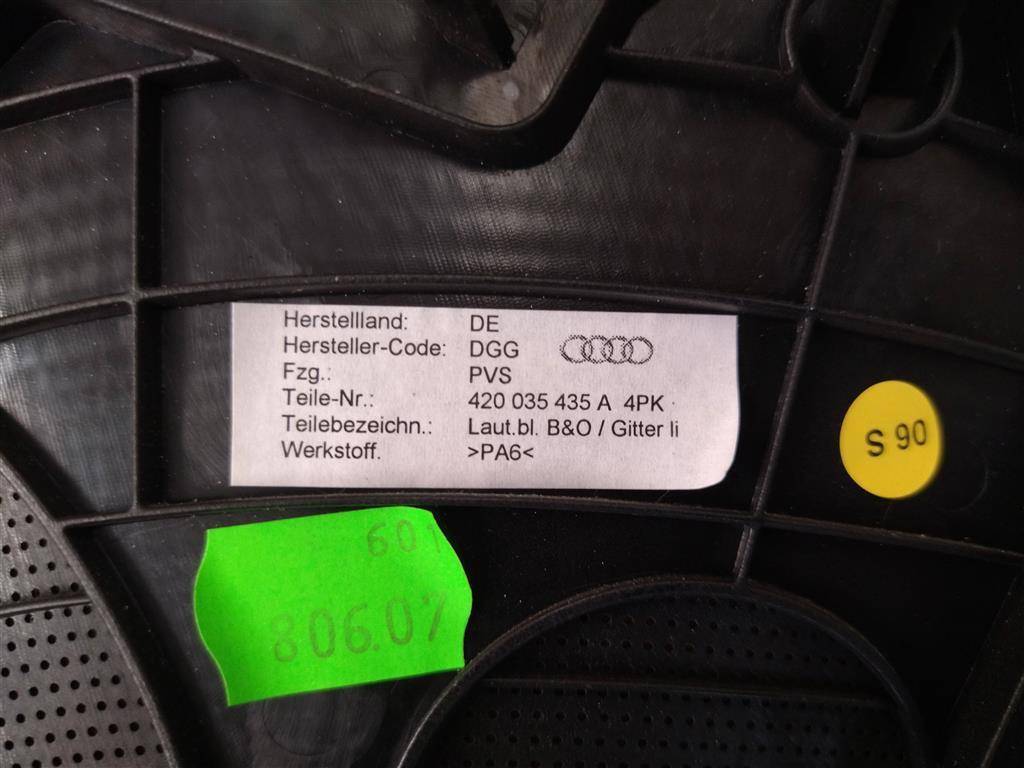 Herstellland: DE
Hersteller-Code: DGG
Fzg.: PVS
Teile-Nr.: 420 035 435 A 4PK
Teilebezeichn.: Laut.bl. B&O / Gitter li
Werkstoff. >PA6<
S 90
601
806.07